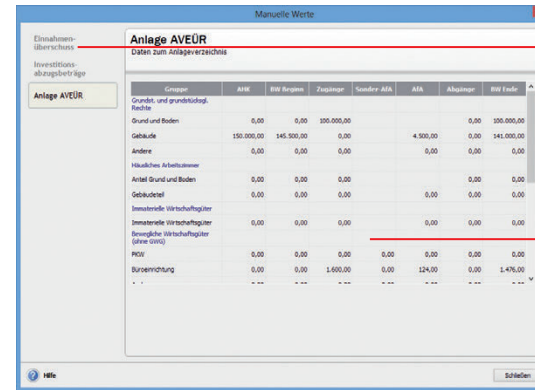 Manuelle Werte
Einnahmen-
überschuss
Investitions-
abzugsbeträge
Anlage AVEÜR
Anlage AVEÜR
Daten zum Anlageverzeichnis
Gruppe AHK BW Beginn Zugänge Sonder-AfA AfA Abgänge BW Ende
Grundst. und grundstücksgl.
Rechte
Grund und Boden 0,00 0,00 100.000,00 0,00 100.000,00
Gebäude 150.000,00 145.500,00 0,00 4.500,00 0,00 141.000,00
Andere 0,00 0,00 0,00 0,00 0,00 0,00
Häusliches Arbeitszimmer
Anteil Grund und Boden 0,00 0,00 0,00 0,00 0,00
Gebäudeteil 0,00 0,00 0,00 0,00 0,00 0,00
Immaterielle Wirtschaftsgüter
Immaterielle Wirtschaftsgüter 0,00 0,00 0,00 0,00 0,00 0,00
Bewegliche Wirtschaftsgüter
(ohne GWG)
PKW 0,00 0,00 0,00 0,00 0,00 0,00 0,00
Büroeinrichtung 0,00 0,00 1.600,00 0,00 124,00 0,00 1.476,00
Hilfe
Schließen